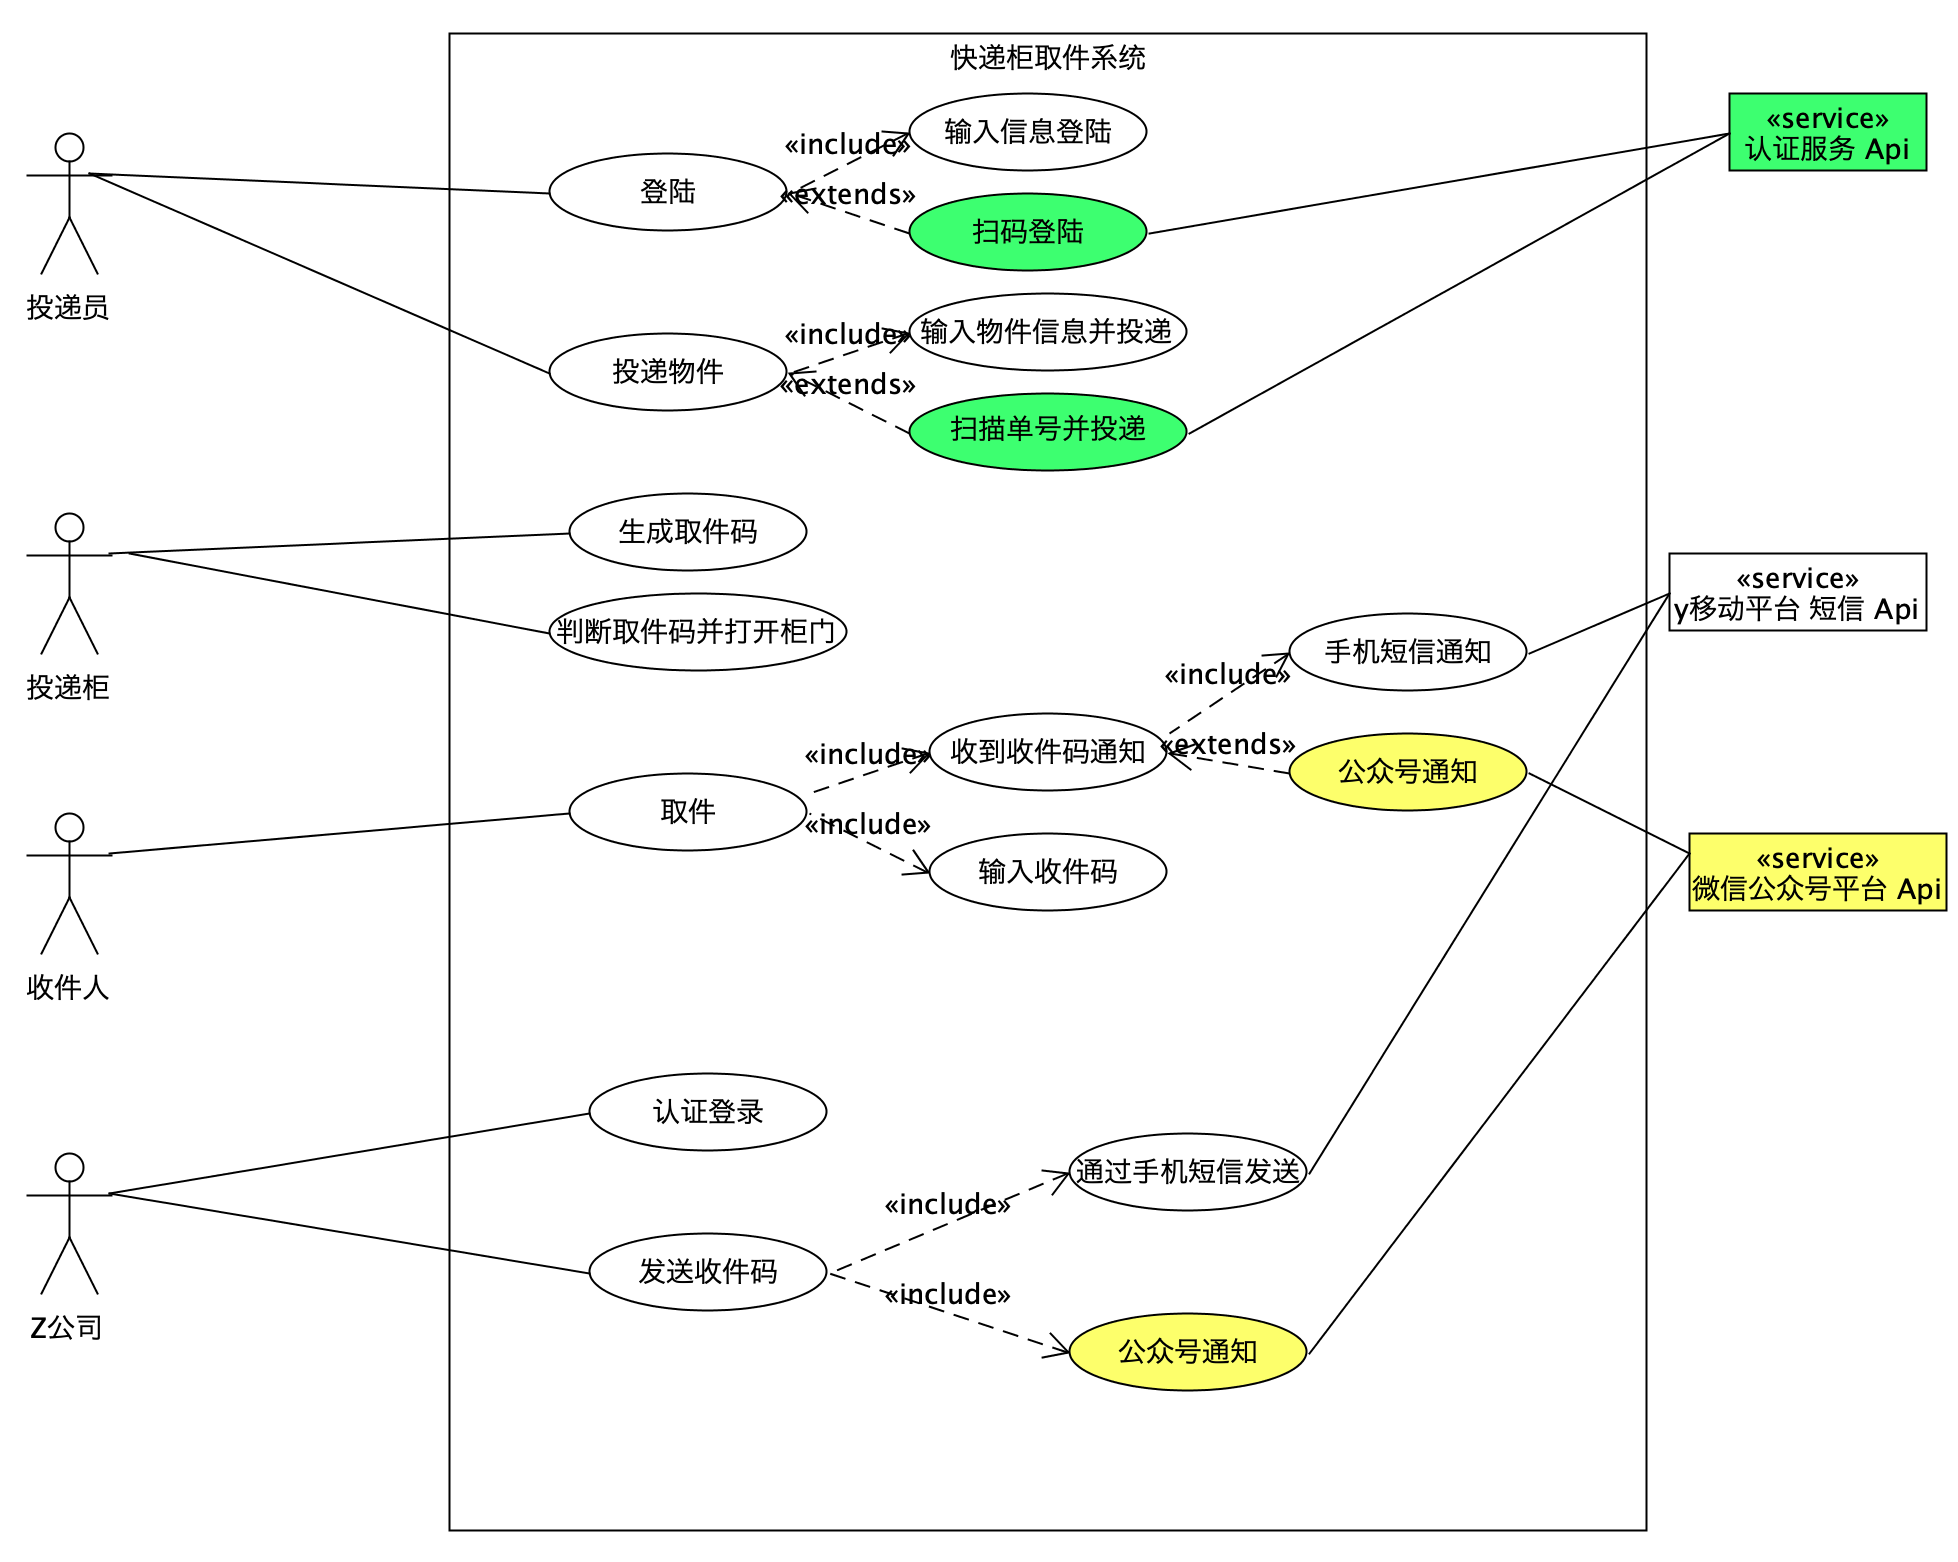 快递柜取件系统
输入信息登陆
«service»
认证服务 Api
«include»
登陆
«extends»
扫码登陆
投递员
«include»
输入物件信息并投递
投递物件
«extends»
扫描单号并投递
生成取件码
«service»
y移动平台 短信 Api
判断取件码并打开柜门
手机短信通知
投递柜
«include»
«include»
收到收件码通知
«extends»
公众号通知
取件
«include»
输入收件码
«service»
微信公众号平台 Api
收件人
认证登录
通过手机短信发送
«include»
发送收件码
«include»
Z公司
公众号通知